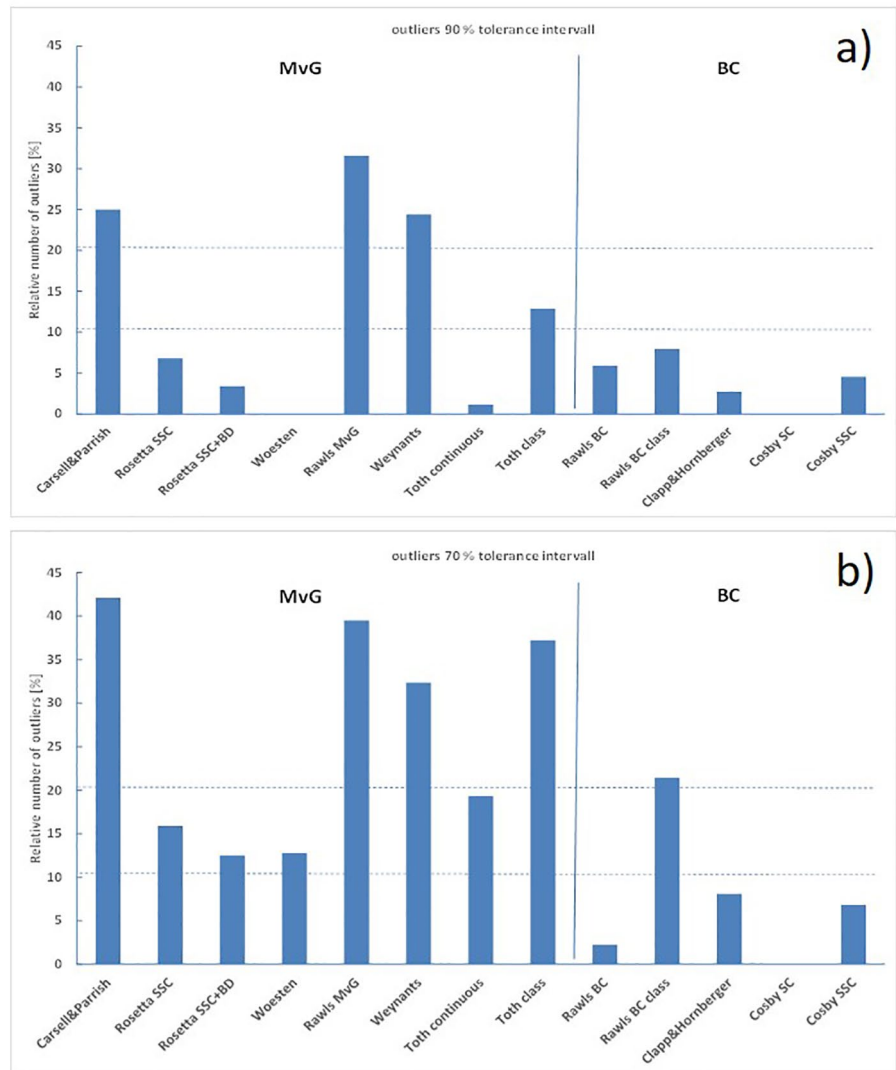 outliers 90 % tolerance intervall
a)
MvG
BC
Relative number of outliers [%]
45
40
35
30
25
20
15
10
5
0
Carsell&Parrish
Rosetta SSC
Rosetta SSC+BD
Woesten
Rawls MvG
Weynants
Toth continuous
Toth class
Rawls BC
Rawls BC class
Clapp&Hornberger
Cosby SC
Cosby SSC
outliers 70 % tolerance intervall
b)
MvG
BC
Relative number of outliers [%]
45
40
35
30
25
20
15
10
5
0
Carsell&Parrish
Rosetta SSC
Rosetta SSC+BD
Woesten
Rawls MvG
Weynants
Toth continuous
Toth class
Rawls BC
Rawls BC class
Clapp&Hornberger
Cosby SC
Cosby SSC